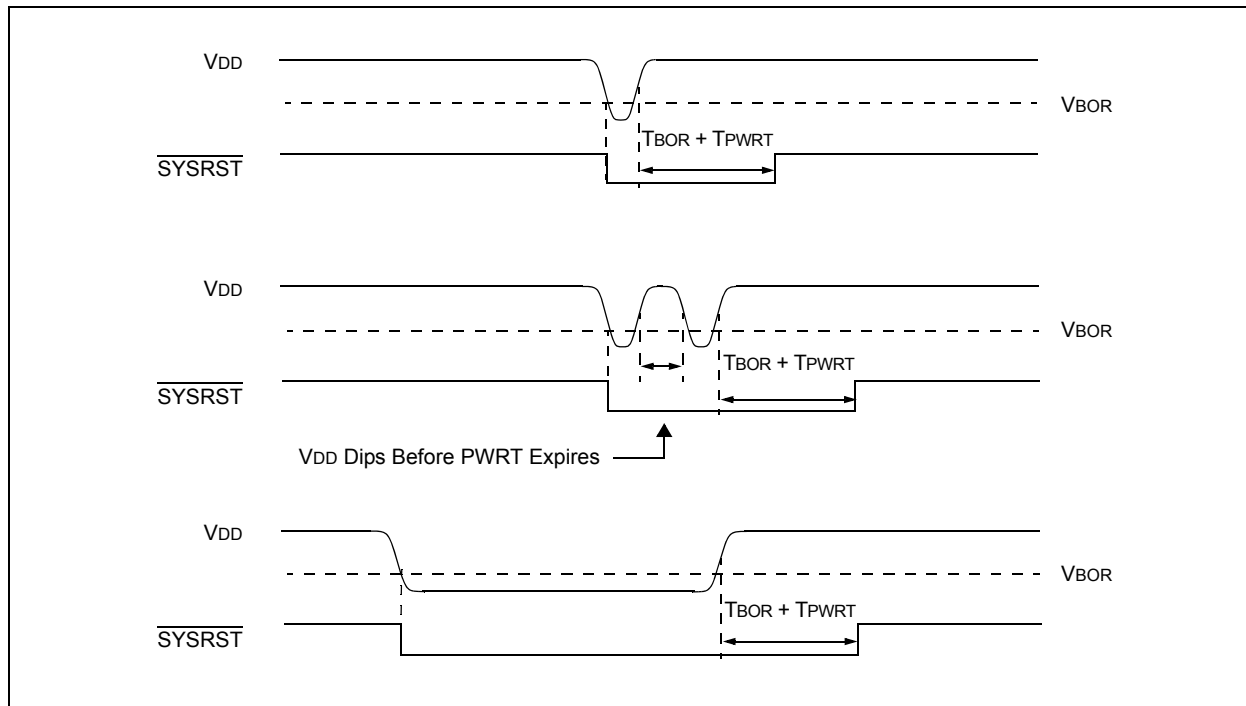 VDD
VBOR
TBOR + TPWRT
SYSRST
VDD
VBOR
TBOR + TPWRT
SYSRST
VDD Dips Before PWRT Expires
VDD
VBOR
TBOR + TPWRT
SYSRST